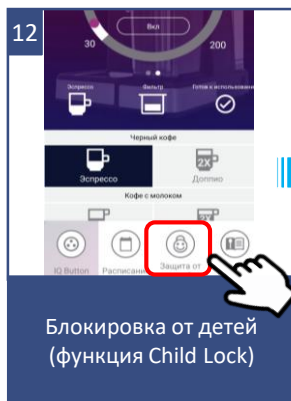 12
Вкл
30
200
Эспрессо
Фильтр
Готов к использованию
Черный кофе
Эспрессо
2X
Доппио
Кофе с молоком
IQ Button
Расписание
Защита от
Блокировка от детей
(функция Child Lock)